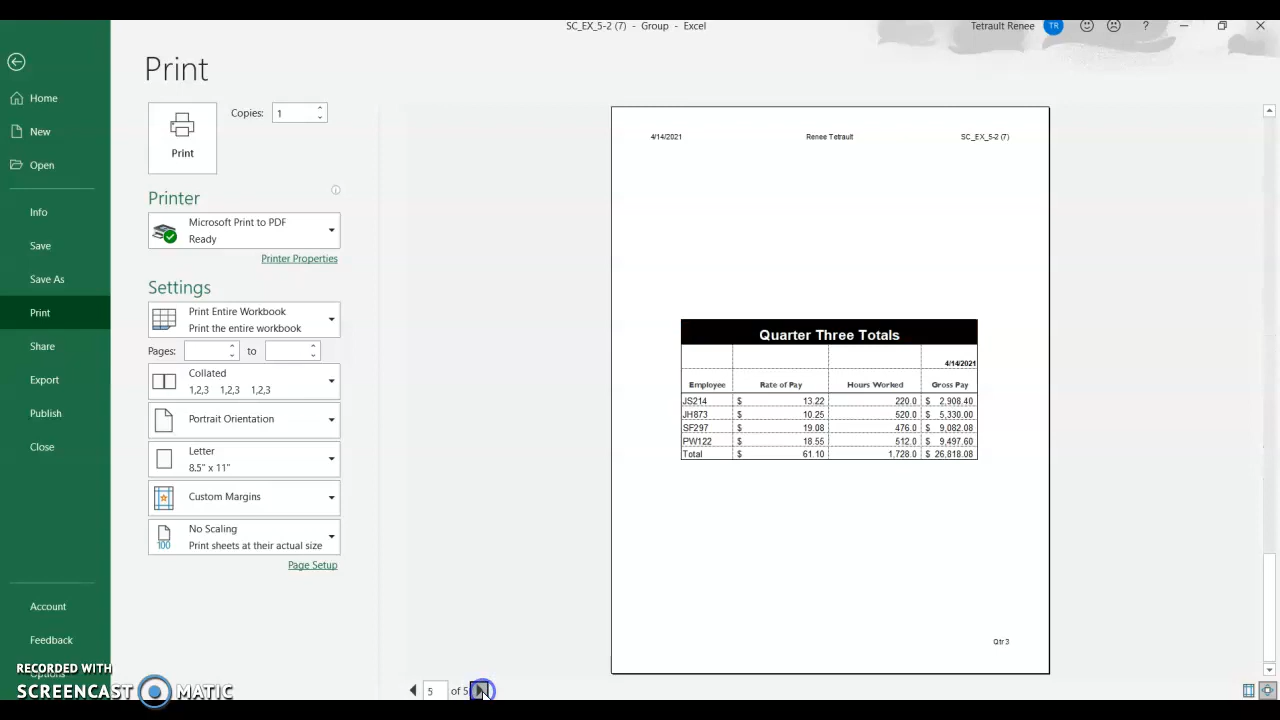 SC_EX_5-2 (7) - Group - Excel
Tetrault Renee TR ?
Print
Home
New
Open
Info
Save
Save As
Print
Share
Export
Publish
Close
Account
Feedback
Options
Print
Copies: 1
Printer
Microsoft Print to PDF
Ready
Printer Properties
Settings
Print Entire Workbook
Print the entire workbook
Pages: to
Collated
1,2,3 1,2,3 1,2,3
Portrait Orientation
Letter
8.5" x 11"
Custom Margins
No Scaling
100 Print sheets at their actual size
Page Setup
4/14/2021 Renee Tetrault SC_EX_5-2 (7)
Quarter Three Totals
4/14/2021
Employee Rate of Pay Hours Worked Gross Pay
JS214 $ 13.22 220.0 $ 2,908.40
JH873 $ 10.25 520.0 $ 5,330.00
SF297 $ 19.08 476.0 $ 9,082.08
PW122 $ 18.55 512.0 $ 9,497.60
Total $ 61.10 1,728.0 $ 26,818.08
Qtr 3
5 of 5
RECORDED WITH
SCREENCAST MATIC